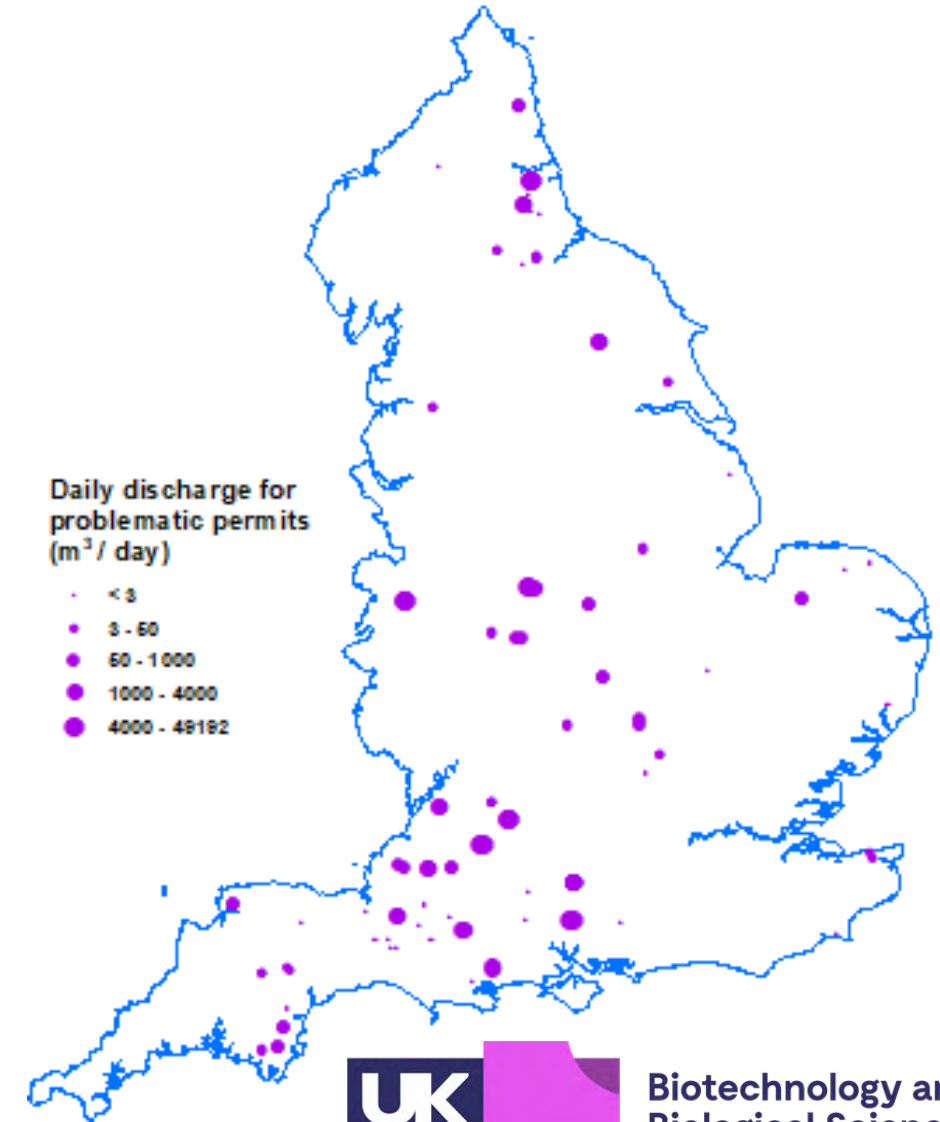 Daily discharge for
problematic permits
(m³ / day)
< 3
3 - 50
50 - 1000
1000 - 4000
4000 - 49192
UK
Biotechnology an